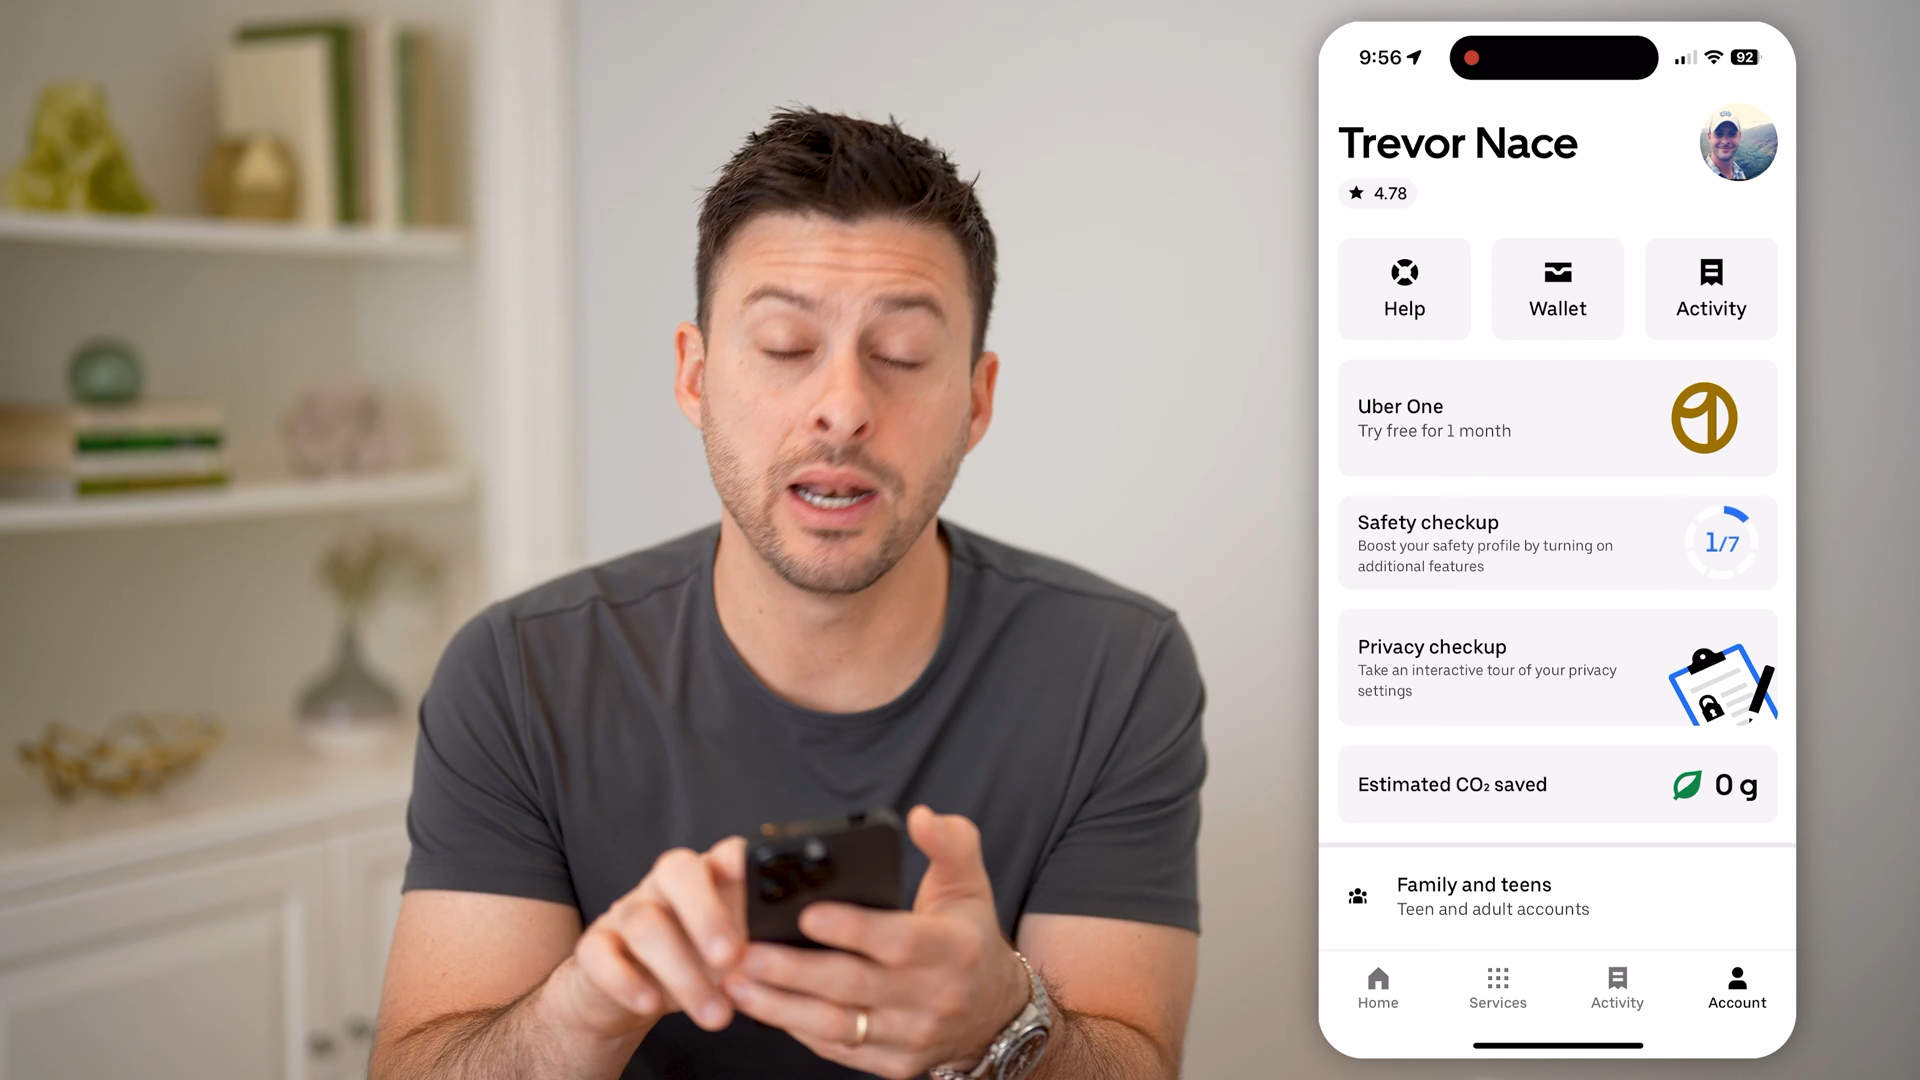 9:56
92
Trevor Nace
4.78
Help
Wallet
Activity
Uber One
Try free for 1 month
Safety checkup
Boost your safety profile by turning on
additional features
1/7
Privacy checkup
Take an interactive tour of your privacy
settings
Estimated CO₂ saved
0 g
Family and teens
Teen and adult accounts
Home
Services
Activity
Account